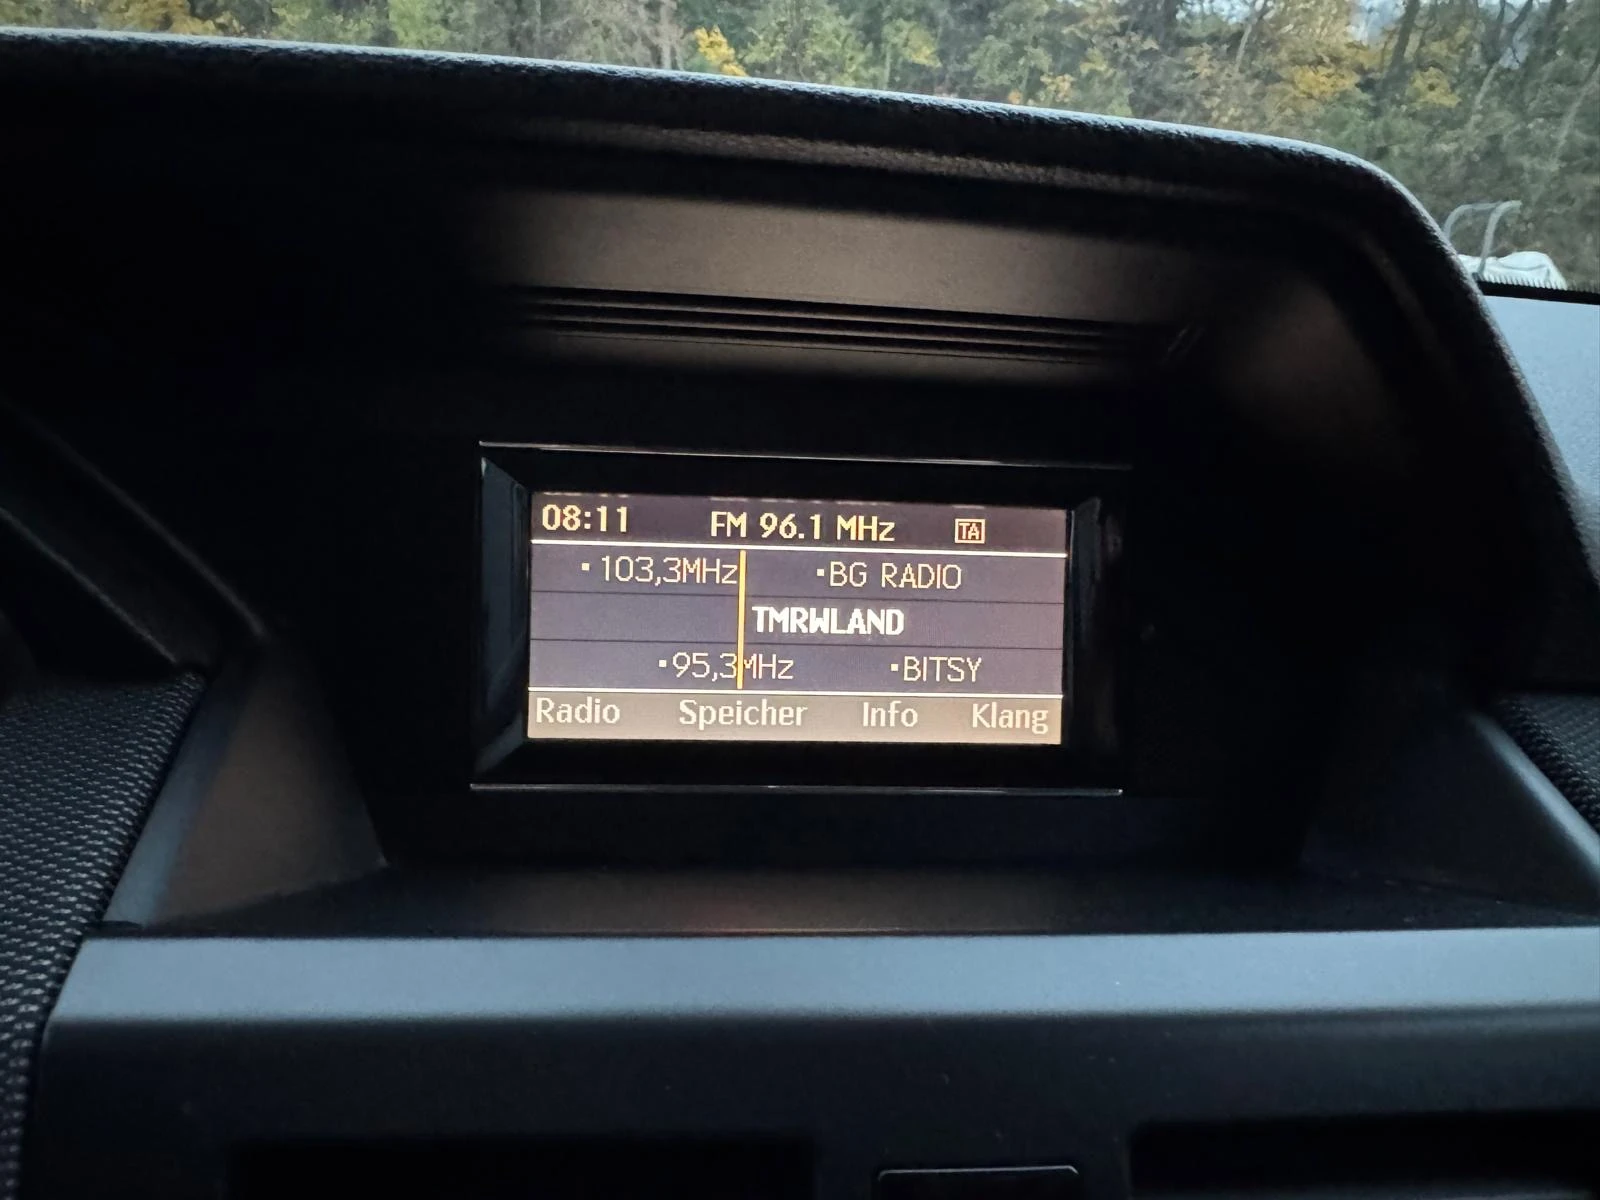 08:11 FM 96.1 MHz TA
•103,3MHz •BG RADIO
TMRWLAND
•95,3MHz •BITSY
Radio Speicher Info Klang